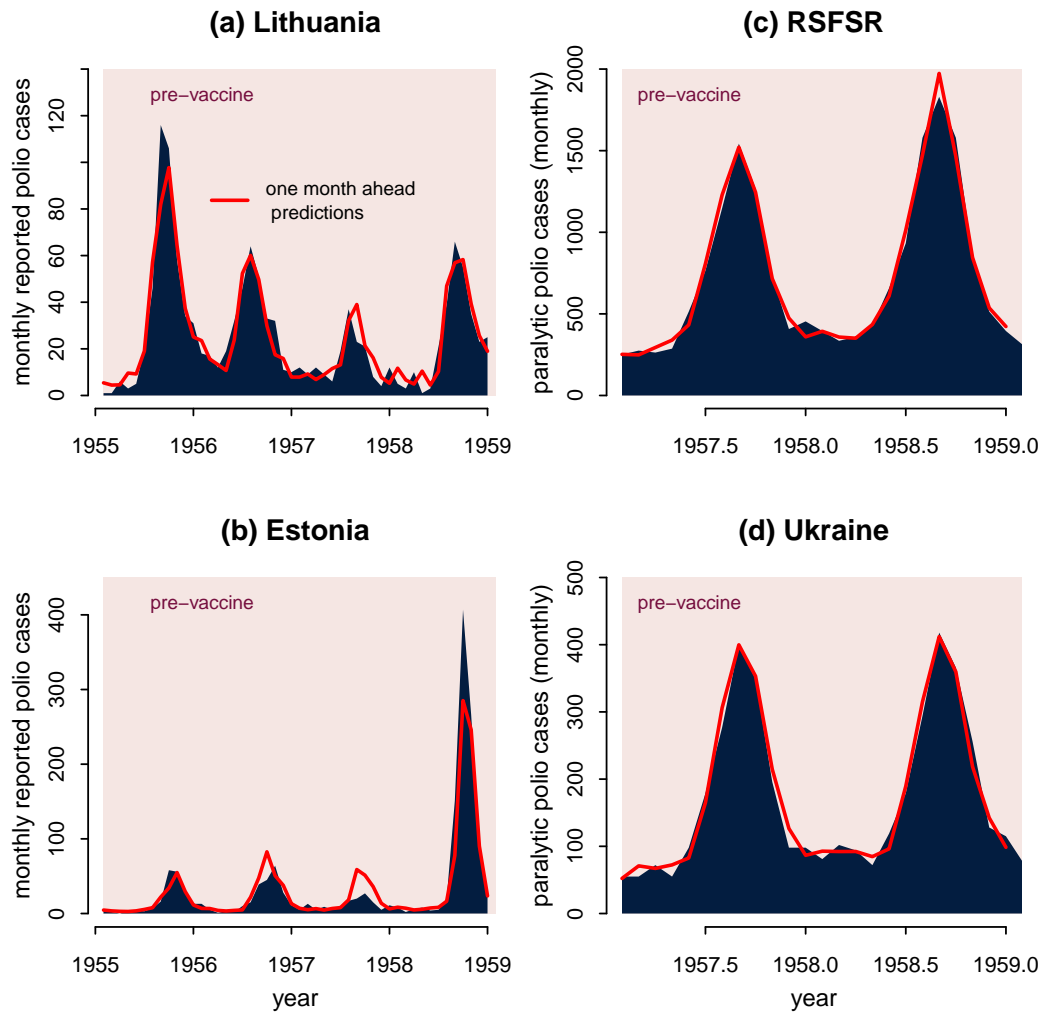 (a) Lithuania
monthly reported polio cases
0
20
40
60
80
120
pre−vaccine
one month ahead
predictions
1955
1956
1957
1958
1959
(c) RSFSR
paralytic polio cases (monthly)
0
500
1000
1500
2000
pre−vaccine
1957.5
1958.0
1958.5
1959.0
(b) Estonia
monthly reported polio cases
0
100
200
300
400
pre−vaccine
1955
1956
1957
1958
1959
year
(d) Ukraine
paralytic polio cases (monthly)
0
100
200
300
400
500
pre−vaccine
1957.5
1958.0
1958.5
1959.0
year